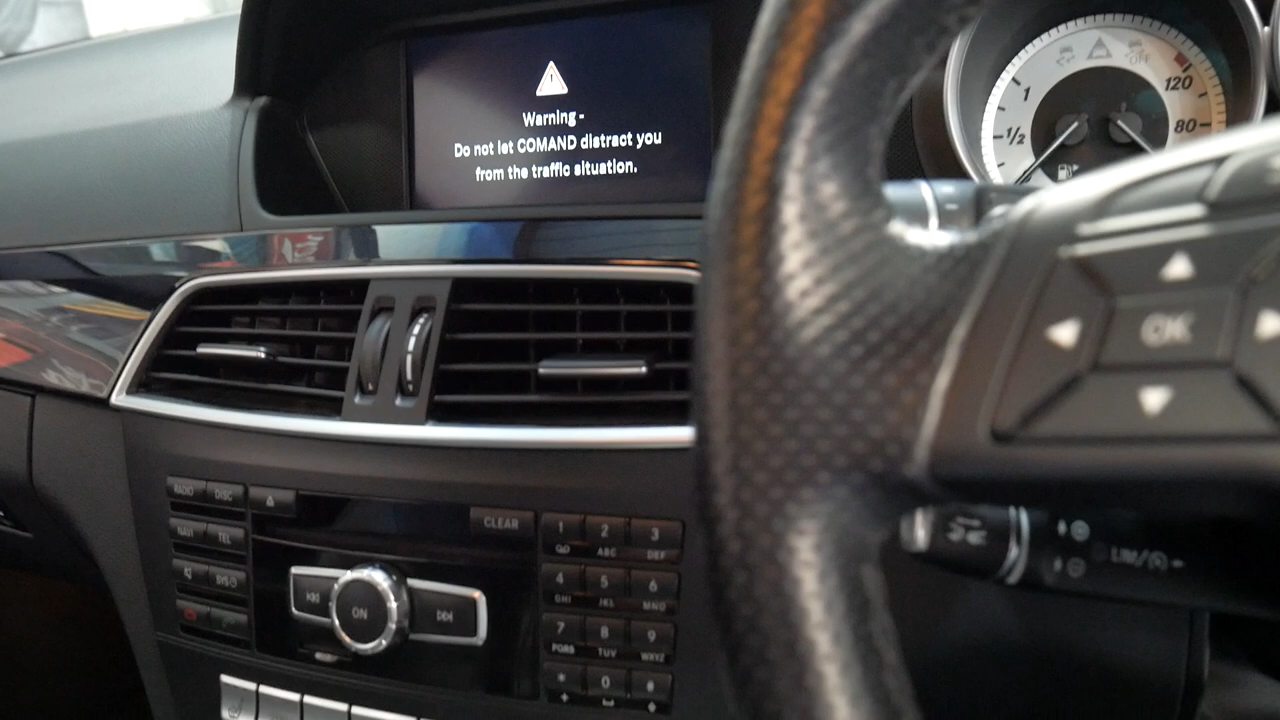 Warning -
Do not let COMAND distract you
from the traffic situation.
OFF
120
1
1/2
80
OK
RADIO DISC
NAVI TEL
SYS
CLEAR
ON
1 2 3
ABC DEF
4 5 6
GHI JKL MNO
7 8 9
PQRS TUV WXYZ
* 0 #
LIM